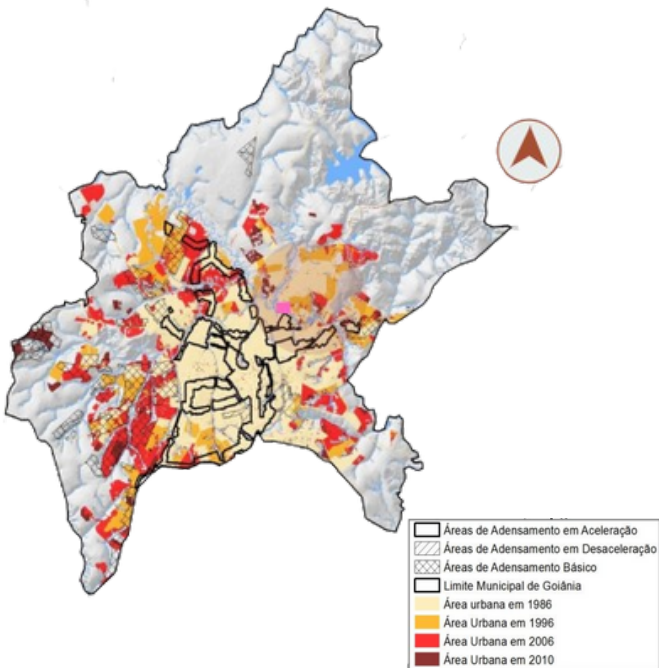 Áreas de Adensamento em Aceleração
Áreas de Adensamento em Desaceleração
Áreas de Adensamento Básico
Limite Municipal de Goiânia
Área urbana em 1986
Área Urbana em 1996
Área Urbana em 2006
Área Urbana em 2010